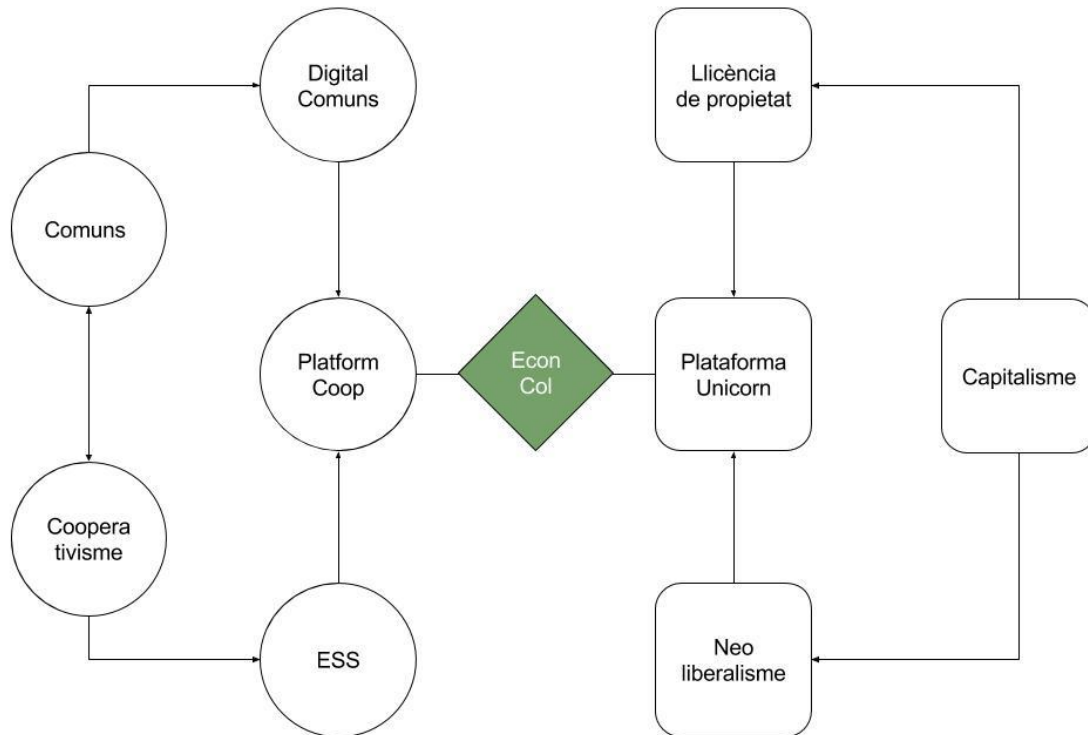 Digital
Comuns
Llicència
de propietat
Comuns
Platform
Coop
Econ
Col
Plataforma
Unicorn
Capitalisme
Coopera
tivisme
ESS
Neo
liberalisme